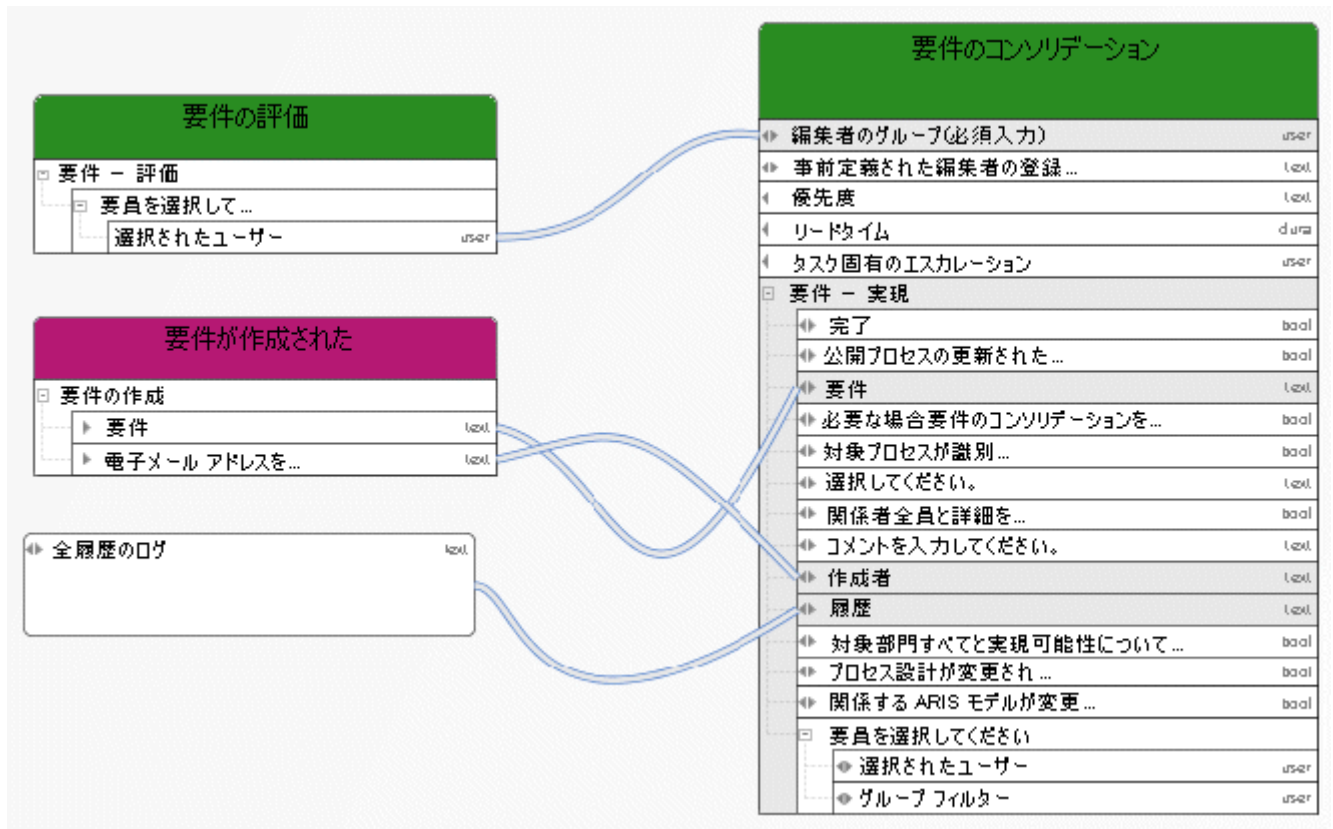 要件の評価
要件 － 評価
要員を選択して...
選択されたユーザー user
要件が作成された
要件の作成
要件 text
電子メール アドレスを... text
全履歴のログ text
要件のコンソリデーション
編集者のグループ(必須入力) user
事前定義された編集者の登録... text
優先度 text
リードタイム dura
タスク固有のエスカレーション user
要件 － 実現
完了 bool
公開プロセスの更新された... bool
要件 text
必要な場合要件のコンソリデーションを... bool
対象プロセスが識別... bool
選択してください。 text
関係者全員と詳細を... bool
コメントを入力してください。 text
作成者 text
履歴 text
対象部門すべてと実現可能性について... bool
プロセス設計が変更され... bool
関係する ARIS モデルが変更... bool
要員を選択してください
選択されたユーザー user
グループ フィルター user